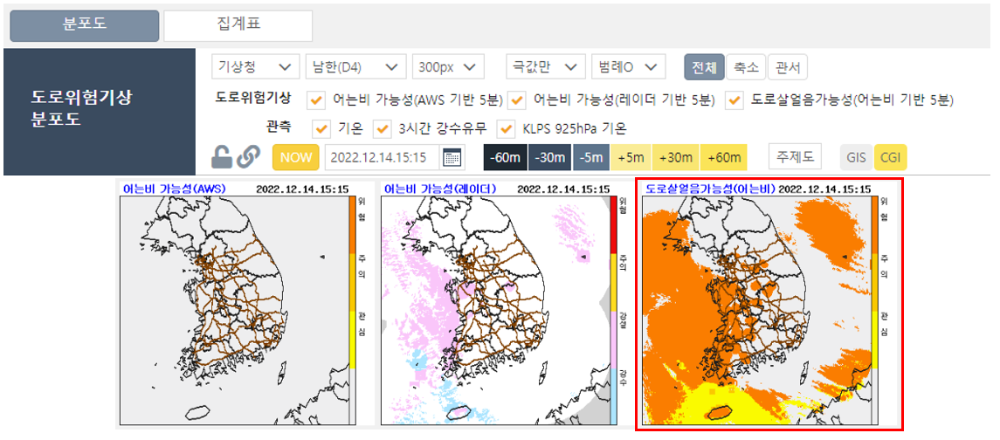 분포도 집계표
도로위험기상
분포도
기상청 남한(D4) 300px 극값만 범례O 전체 축소 관서
도로위험기상 어는비 가능성(AWS 기반 5분) 어는비 가능성(레이더 기반 5분) 도로살얼음가능성(어는비 기반 5분)
관측 기온 3시간 강수유무 KLPS 925hPa 기온
NOW 2022.12.14.15:15 -60m -30m -5m +5m +30m +60m 주제도 GIS CGI
어는비 가능성(AWS) 2022.12.14.15:15
위험
주의
관심
어는비 가능성(레이더) 2022.12.14.15:15
위험
주의
강설
강수
도로살얼음가능성(어는비) 2022.12.14.15:15
위험
주의
관심